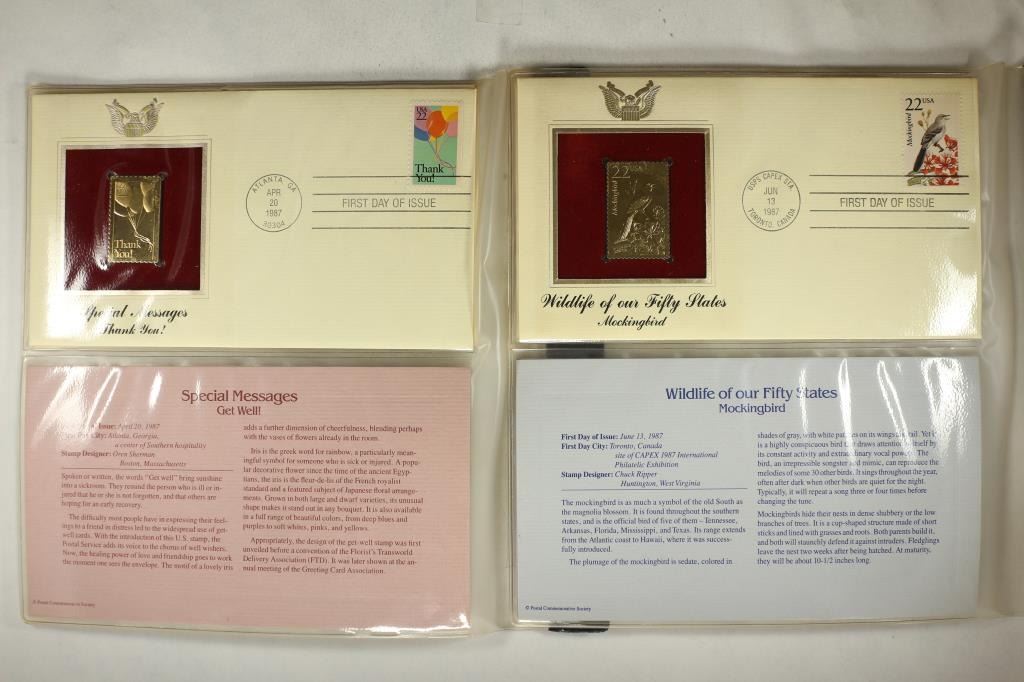 USA
22
Thank
You!
ATLANTA, GA
APR
20
1987
30304
FIRST DAY OF ISSUE
Thank
You!
Special Messages
Thank You!
22 USA
Mockingbird
USPS CAPEX STA.
JUN
13
1987
TORONTO, CANADA
FIRST DAY OF ISSUE
22 USA
Mockingbird
Wildlife of our Fifty States
Mockingbird
Special Messages
Get Well!
of Issue: April 20, 1987
Day City: Atlanta, Georgia,
a center of Southern hospitality
Stamp Designer: Oren Sherman
Boston, Massachusetts
Spoken or written, the words "Get well" bring sunshine
into a sickroom. They remind the person who is ill or in-
jured that he or she is not forgotten, and that others are
hoping for an early recovery.
The difficulty most people have in expressing their feel-
ings to a friend in distress led to the widespread use of get-
well cards. With the introduction of this U.S. stamp, the
Postal Service adds its voice to the chorus of well wishers.
Now, the healing power of love and friendship goes to work
the moment one sees the envelope. The motif of a lovely iris
adds a further dimension of cheerfulness, blending perhaps
with the vases of flowers already in the room.
Iris is the greek word for rainbow, a particularly mean-
ingful symbol for someone who is sick or injured. A popu-
lar decorative flower since the time of the ancient Egyp-
tians, the iris is the fleur-de-lis of the French royalist
standard and a featured subject of Japanese floral arrange-
ments. Grown in both large and dwarf varieties, its unusual
shape makes it stand out in any bouquet. It is also available
in a full range of beautiful colors, from deep blues and
purples to soft whites, pinks, and yellows.
Appropriately, the design of the get-well stamp was first
unveiled before a convention of the Florist's Transworld
Delivery Association (FTD). It was later shown at the an-
nual meeting of the Greeting Card Association.
© Postal Commemorative Society
Wildlife of our Fifty States
Mockingbird
First Day of Issue: June 13, 1987
First Day City: Toronto, Canada
site of CAPEX 1987 International
Philatelic Exhibition
Stamp Designer: Chuck Ripper
Huntington, West Virginia
The mockingbird is as much a symbol of the old South as
the magnolia blossom. It is found throughout the southern
states, and is the official bird of five of them – Tennessee,
Arkansas, Florida, Mississippi, and Texas. Its range extends
from the Atlantic coast to Hawaii, where it was success-
fully introduced.
The plumage of the mockingbird is sedate, colored in
shades of gray, with white patches on its wings tail. Yet
is a highly conspicuous bird draws attention itself by
its constant activity and extraordinary vocal powers. The
bird, an irrepressible songster and mimic, can reproduce the
melodies of some 30 other birds. It sings throughout the year,
often after dark when other birds are quiet for the night.
Typically, it will repeat a song three or four times before
changing the tune.
Mockingbirds hide their nests in dense shrubbery or the low
branches of trees. It is a cup-shaped structure made of short
sticks and lined with grasses and roots. Both parents build it,
and both will staunchly defend it against intruders. Fledglings
leave the nest two weeks after being hatched. At maturity,
they will be about 10-1/2 inches long.
© Postal Commemorative Society